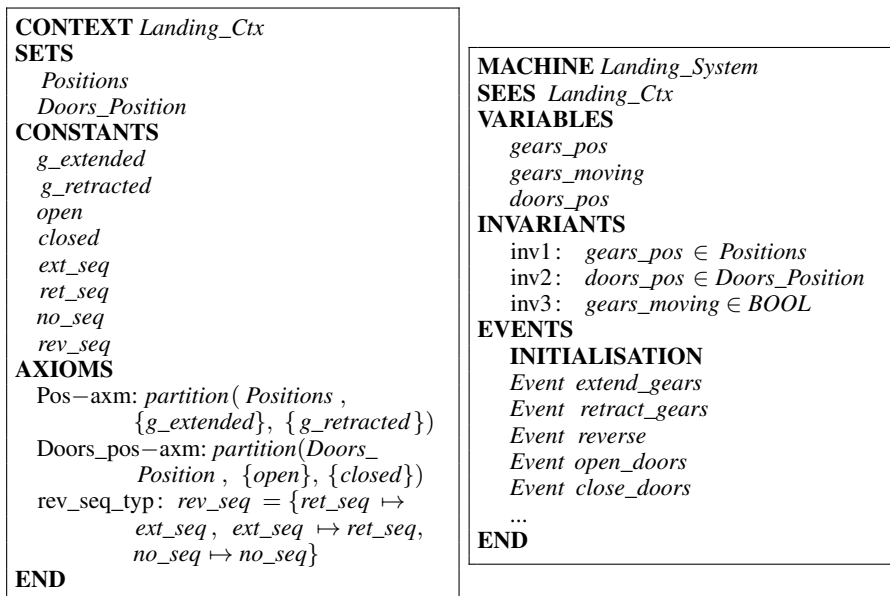 CONTEXT Landing_Ctx
SETS
Positions
Doors_Position
CONSTANTS
g_extended
g_retracted
open
closed
ext_seq
ret_seq
no_seq
rev_seq
AXIOMS
Pos−axm: partition( Positions ,
{g_extended}, {g_retracted})
Doors_pos−axm: partition(Doors_
Position , {open}, {closed})
rev_seq_typ: rev_seq = {ret_seq ↦
ext_seq , ext_seq ↦ ret_seq,
no_seq ↦ no_seq}
END
MACHINE Landing_System
SEES Landing_Ctx
VARIABLES
gears_pos
gears_moving
doors_pos
INVARIANTS
inv1: gears_pos ∈ Positions
inv2: doors_pos ∈ Doors_Position
inv3: gears_moving ∈ BOOL
EVENTS
INITIALISATION
Event extend_gears
Event retract_gears
Event reverse
Event open_doors
Event close_doors
...
END